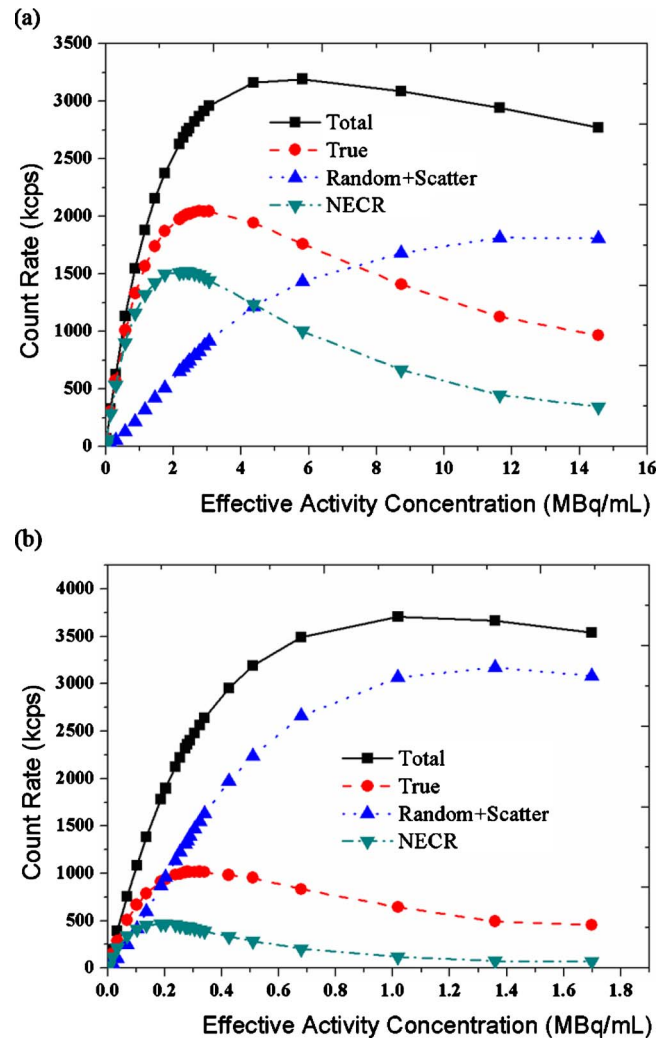 (a)
3500
3000
2500
2000
1500
1000
500
0
Count Rate (kcps)
Total
True
Random+Scatter
NECR
0 2 4 6 8 10 12 14 16
Effective Activity Concentration (MBq/mL)
(b)
4000
3500
3000
2500
2000
1500
1000
500
0
Count Rate (kcps)
Total
True
Random+Scatter
NECR
0.0 0.2 0.4 0.6 0.8 1.0 1.2 1.4 1.6 1.8
Effective Activity Concentration (MBq/mL)